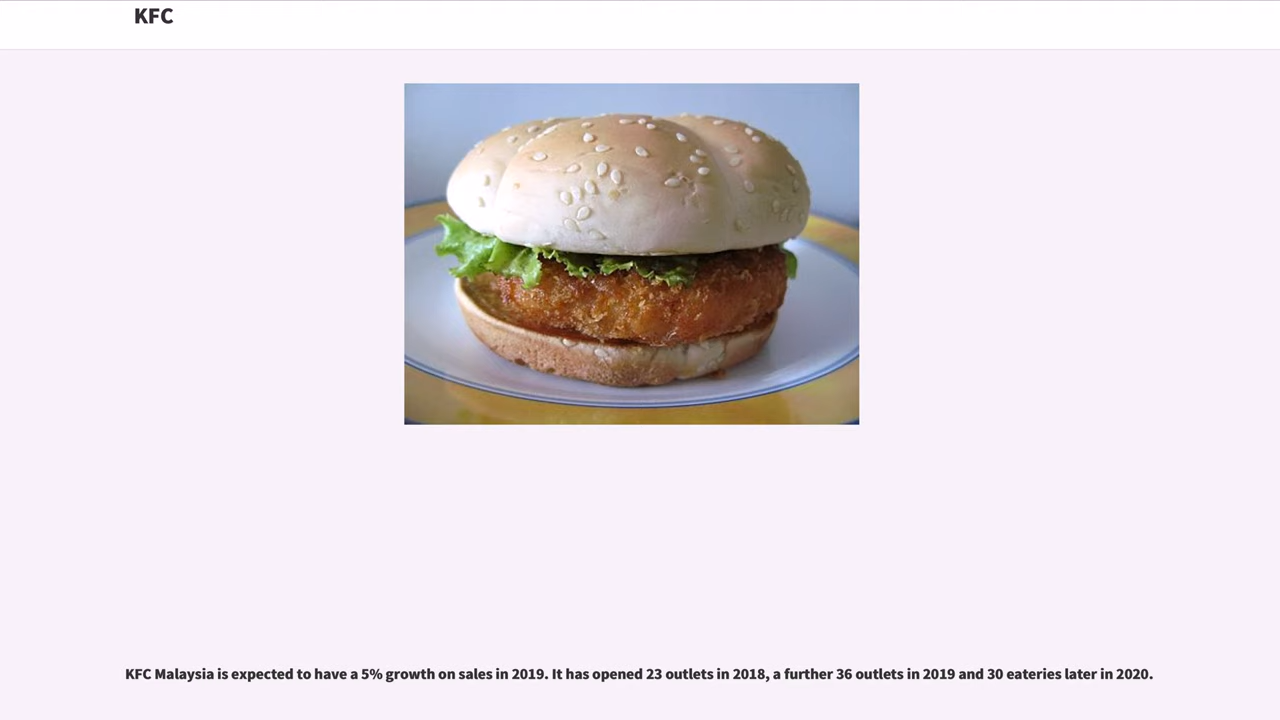 KFC
KFC Malaysia is expected to have a 5% growth on sales in 2019. It has opened 23 outlets in 2018, a further 36 outlets in 2019 and 30 eateries later in 2020.